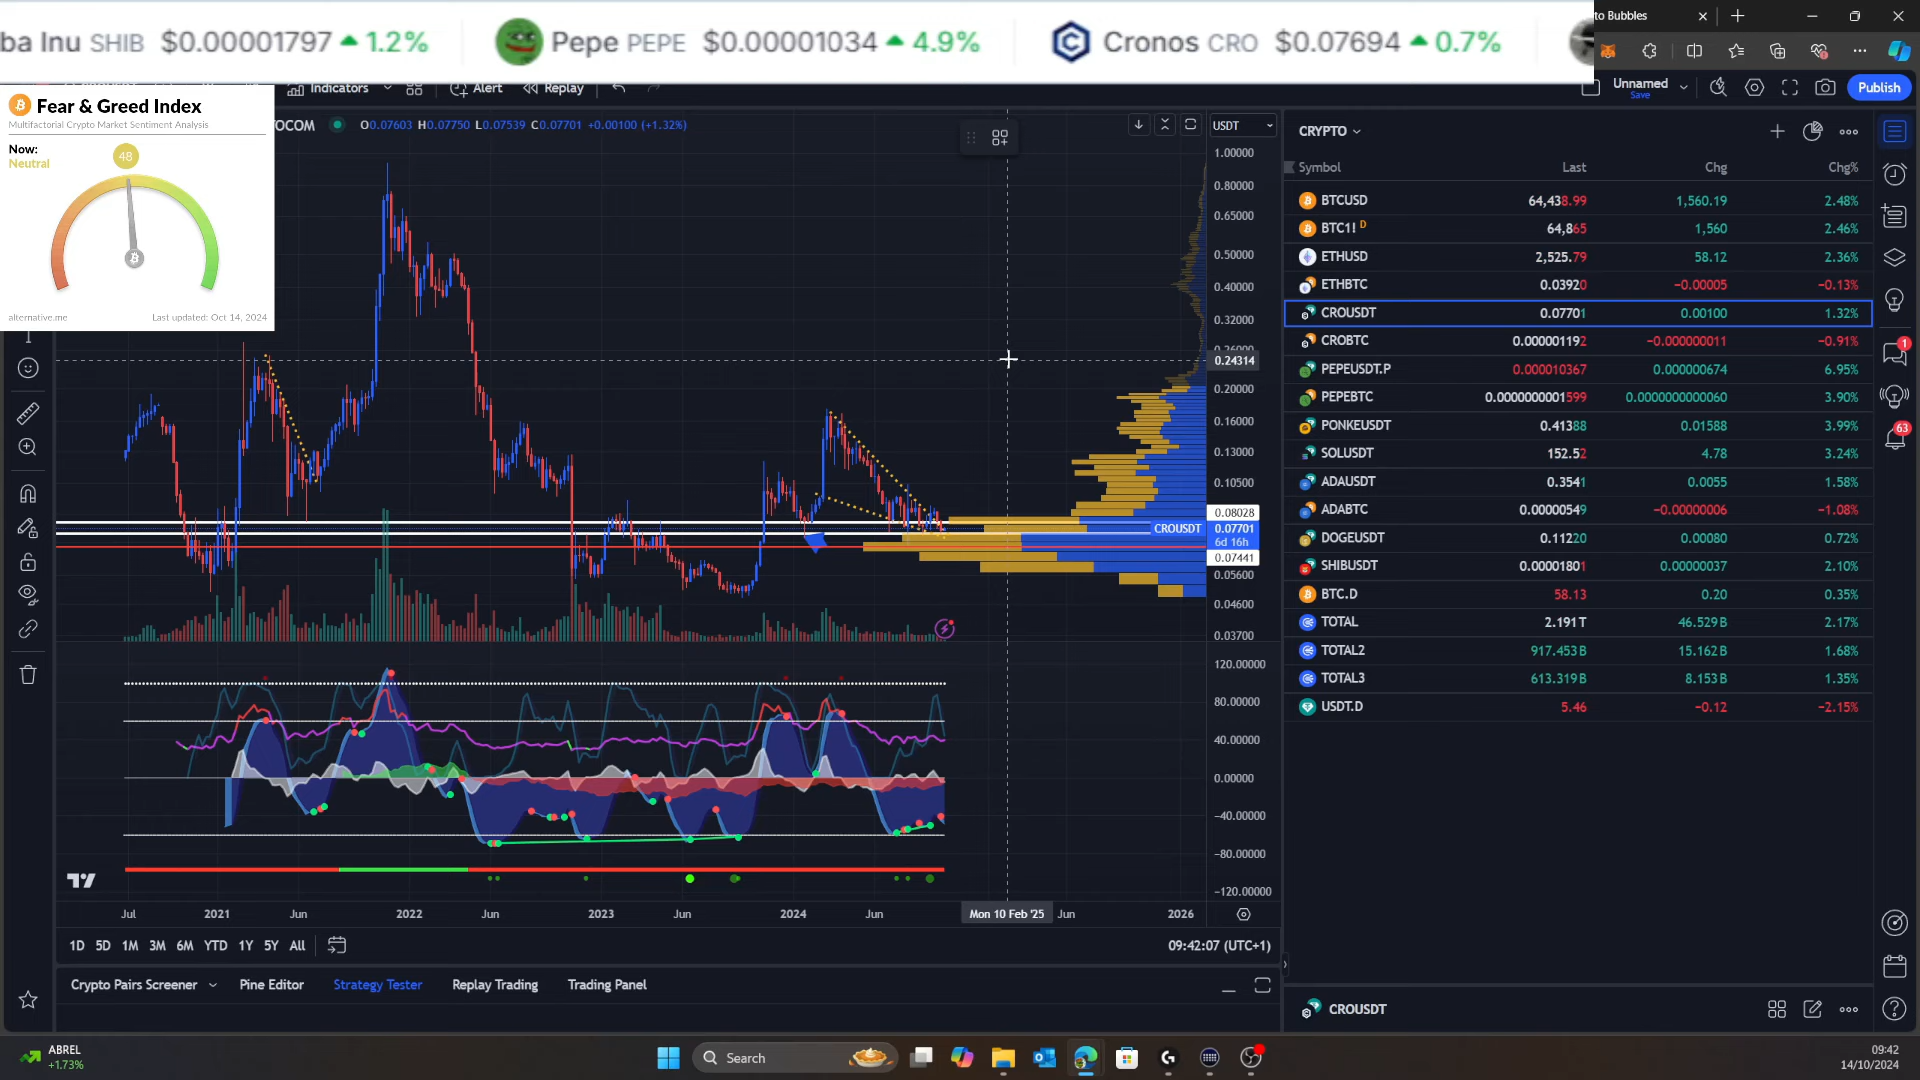 ba Inu SHIB $0.00001797 1.2%
Pepe PEPE $0.00001034 4.9%
Cronos CRO $0.07694 0.7%
to Bubbles
Indicators
Alert
Replay
Unnamed
Save
Publish
Fear & Greed Index
Multifactorial Crypto Market Sentiment Analysis
Now:
Neutral
48
alternative.me
Last updated: Oct 14, 2024
TOCOM
O0.07603 H0.07750 L0.07539 C0.07701 +0.00100 (+1.32%)
USDT
1.00000
0.80000
0.65000
0.50000
0.40000
0.32000
0.24314
0.20000
0.16000
0.13000
0.10500
0.08028
CROUSDT 0.07701
6d 16h
0.07441
0.05600
0.04600
0.03700
120.00000
80.00000
40.00000
0.00000
−40.00000
−80.00000
−120.00000
Jul 2021 Jun 2022 Jun 2023 Jun 2024 Jun Mon 10 Feb '25 Jun 2026
1D 5D 1M 3M 6M YTD 1Y 5Y All
09:42:07 (UTC+1)
Crypto Pairs Screener
Pine Editor
Strategy Tester
Replay Trading
Trading Panel
CRYPTO
Symbol Last Chg Chg%
BTCUSD 64,438.99 1,560.19 2.48%
BTC1! D 64,865 1,560 2.46%
ETHUSD 2,525.79 58.12 2.36%
ETHBTC 0.03920 −0.00005 −0.13%
CROUSDT 0.07701 0.00100 1.32%
CROBTC 0.000001192 −0.000000011 −0.91%
PEPEUSDT.P 0.000010367 0.000000674 6.95%
PEPEBTC 0.0000000001599 0.0000000000060 3.90%
PONKEUSDT 0.41388 0.01588 3.99%
SOLUSDT 152.52 4.78 3.24%
ADAUSDT 0.3541 0.0055 1.58%
ADABTC 0.00000549 −0.00000006 −1.08%
DOGEUSDT 0.11220 0.00080 0.72%
SHIBUSDT 0.00001801 0.00000037 2.10%
BTC.D 58.13 0.20 0.35%
TOTAL 2.191 T 46.529 B 2.17%
TOTAL2 917.453 B 15.162 B 1.68%
TOTAL3 613.319 B 8.153 B 1.35%
USDT.D 5.46 −0.12 −2.15%
1
63
CROUSDT
ABREL
+1.73%
Search
09:42
14/10/2024